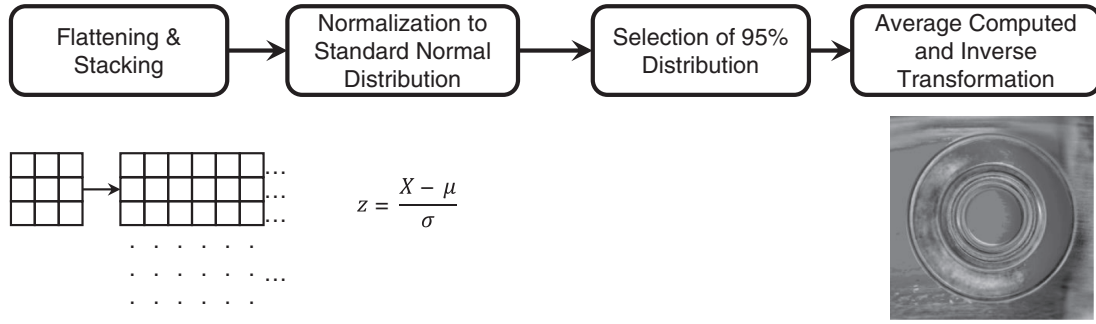 Flattening &
Stacking
Normalization to
Standard Normal
Distribution
Selection of 95%
Distribution
Average Computed
and Inverse
Transformation
...
...
...
z = (X − μ) / σ
. . . . . .
. . . . . . ...
. . . . . .